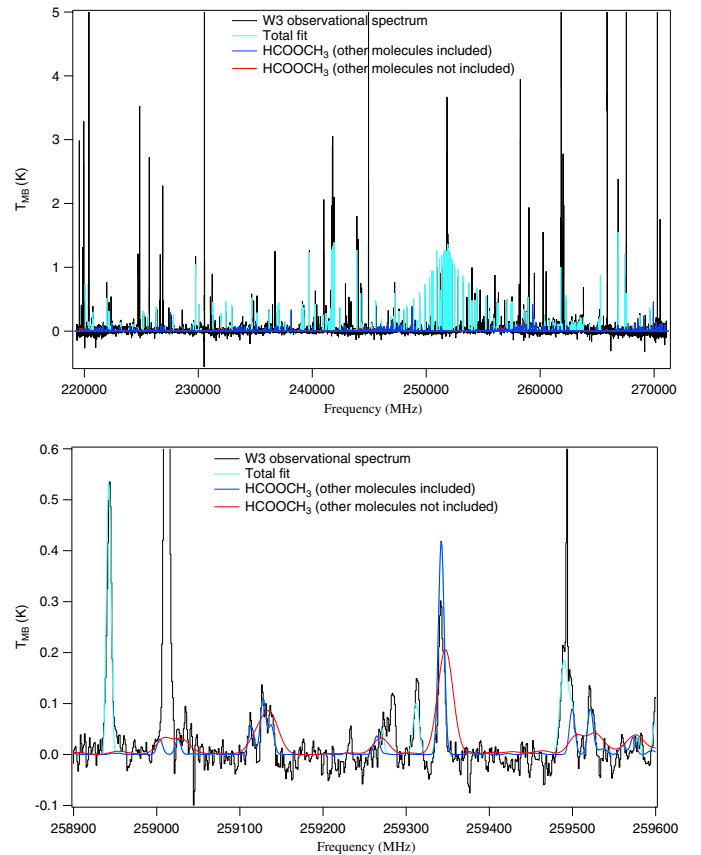 W3 observational spectrum
Total fit
HCOOCH3 (other molecules included)
HCOOCH3 (other molecules not included)
5
4
3
2
1
0
TMB (K)
220000 230000 240000 250000 260000 270000
Frequency (MHz)
W3 observational spectrum
Total fit
HCOOCH3 (other molecules included)
HCOOCH3 (other molecules not included)
0.6
0.5
0.4
0.3
0.2
0.1
0.0
-0.1
TMB (K)
258900 259000 259100 259200 259300 259400 259500 259600
Frequency (MHz)